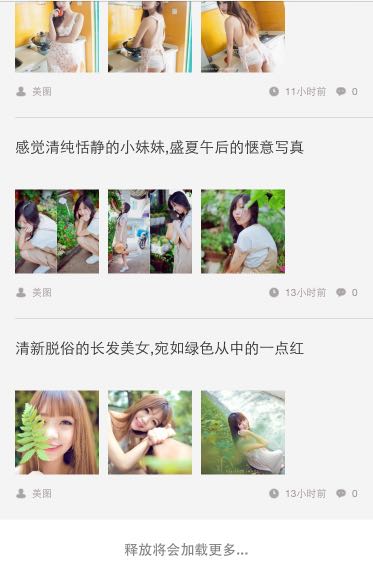 美图 11小时前 0
感觉清纯恬静的小妹妹,盛夏午后的惬意写真
美图 13小时前 0
清新脱俗的长发美女,宛如绿色从中的一点红
美图 13小时前 0
释放将会加载更多...